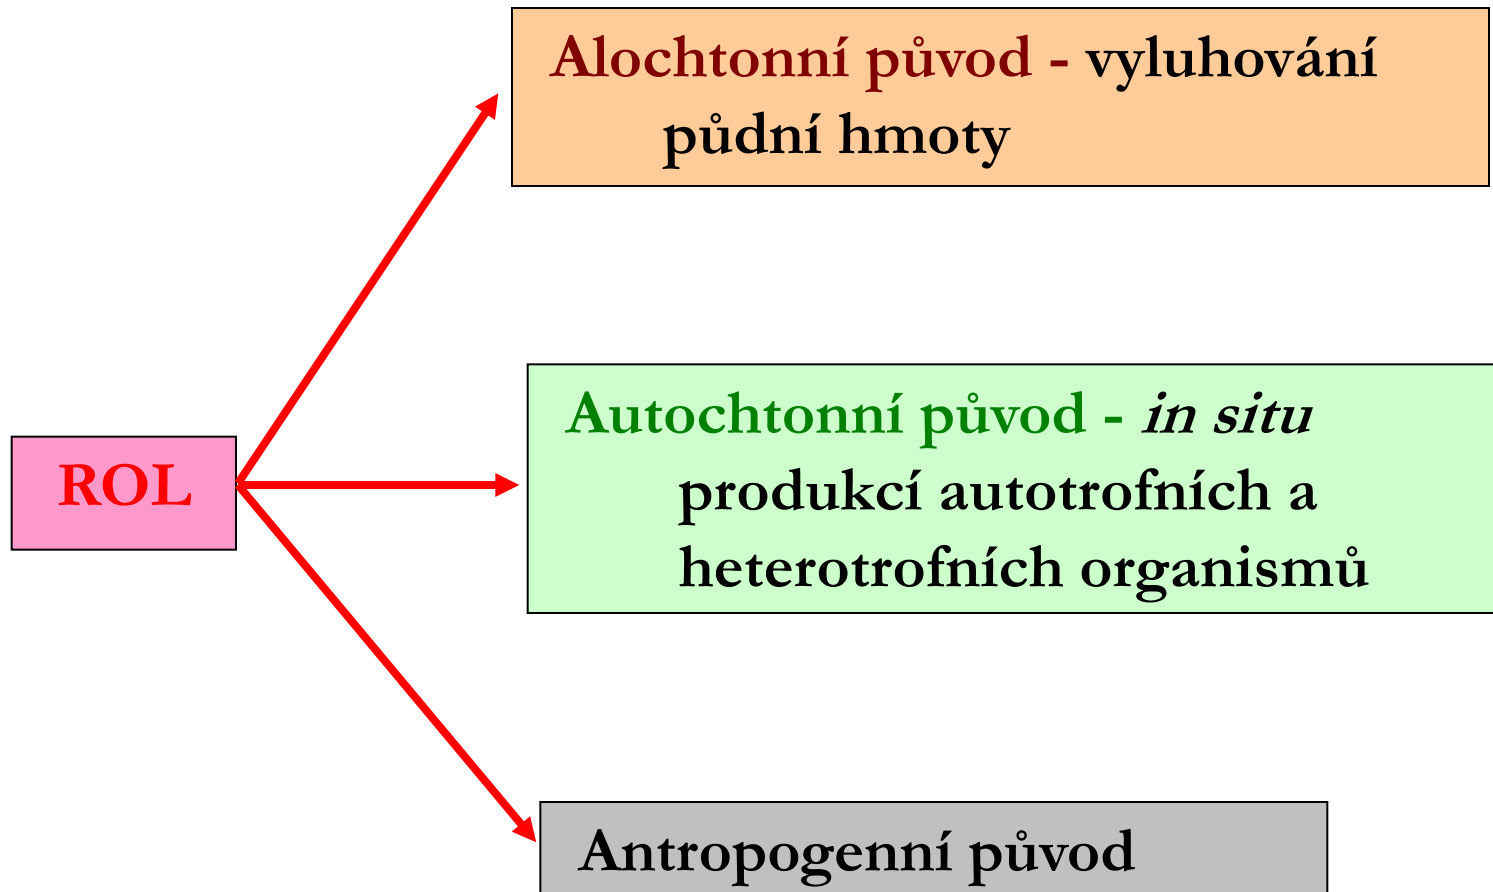 Alochtonní původ - vyluhování
půdní hmoty
Autochtonní původ - in situ
produkcí autotrofních a
heterotrofních organismů
ROL
Antropogenní původ